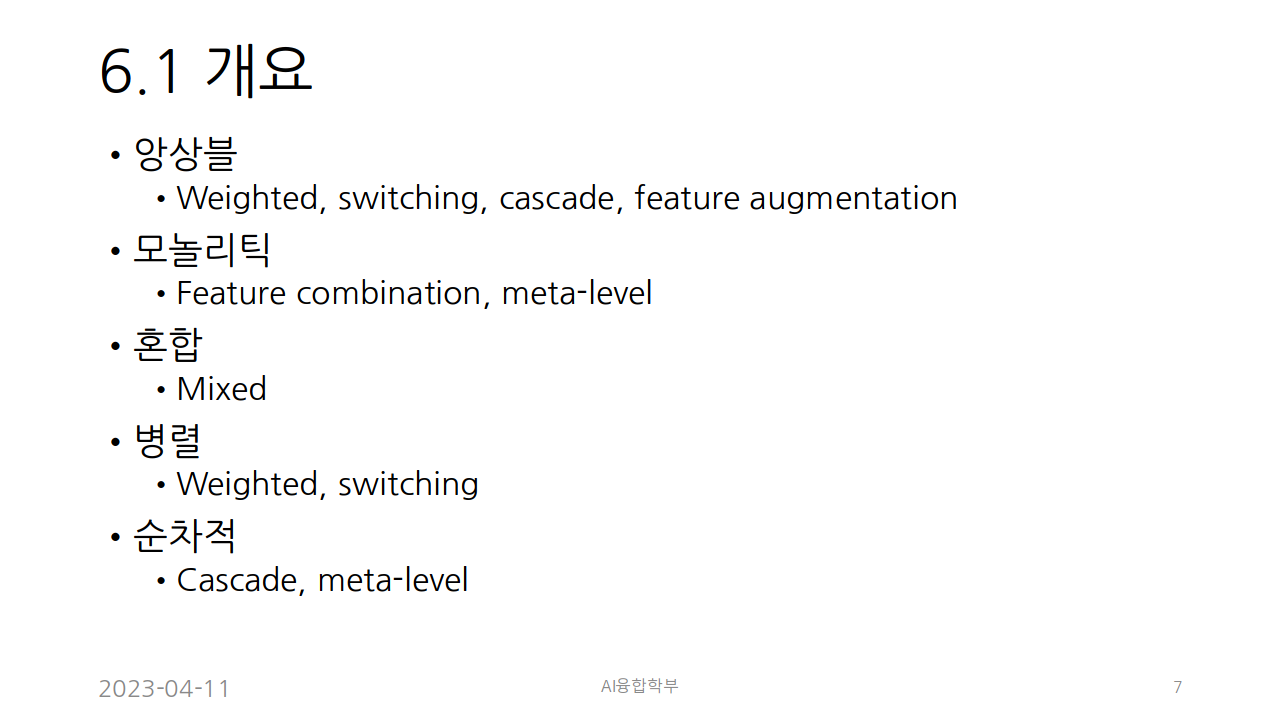 6.1 개요
• 앙상블
• Weighted, switching, cascade, feature augmentation
• 모놀리틱
• Feature combination, meta-level
• 혼합
• Mixed
• 병렬
• Weighted, switching
• 순차적
• Cascade, meta-level
2023-04-11
AI융합학부
7